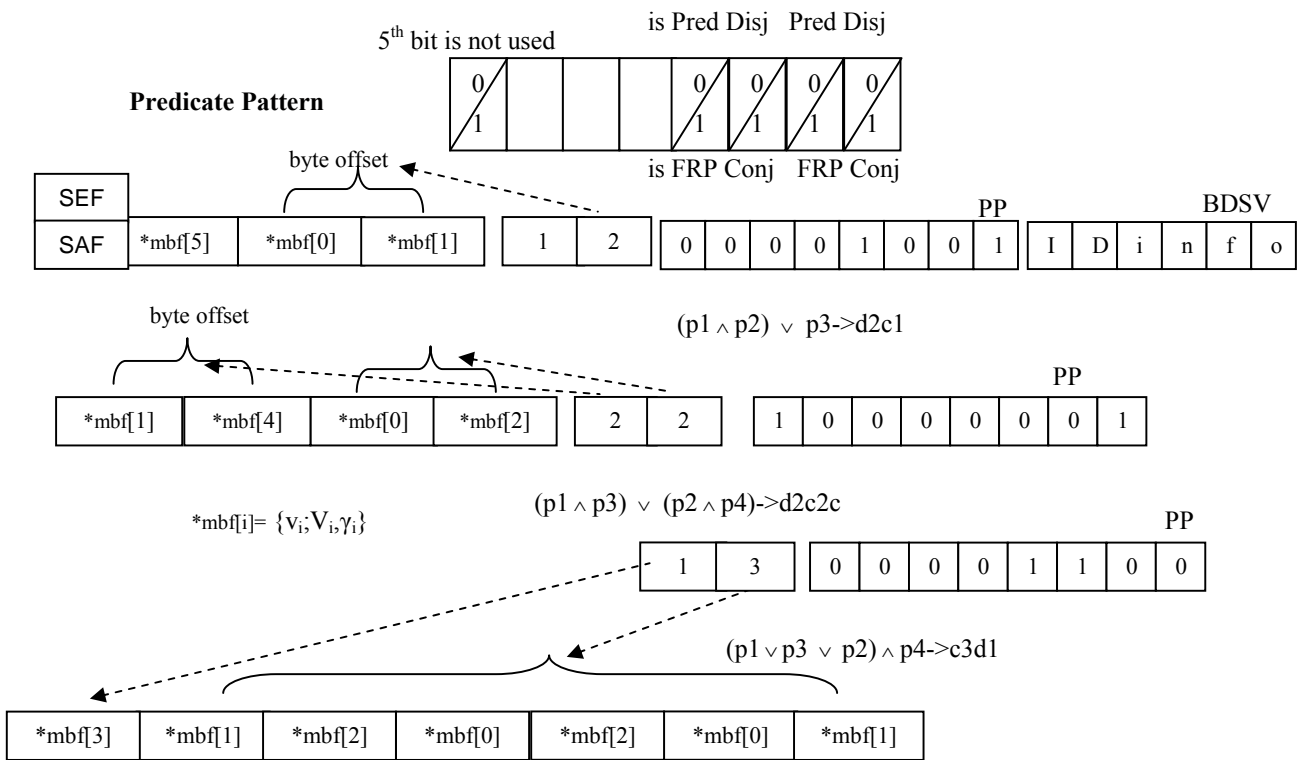 is Pred Disj Pred Disj
5th bit is not used
0 0 0 0 0
Predicate Pattern
1 1 1 1 1
byte offset
is FRP Conj FRP Conj
SEF
PP BDSV
SAF *mbf[5] *mbf[0] *mbf[1] 1 2 0 0 0 0 1 0 0 1 I D i n f o
byte offset
(p1 ∧ p2) ∨ p3->d2c1
PP
*mbf[1] *mbf[4] *mbf[0] *mbf[2] 2 2 1 0 0 0 0 0 0 1
(p1 ∧ p3) ∨ (p2 ∧ p4)->d2c2c
*mbf[i]= {vi;Vi,γi}
PP
1 3 0 0 0 0 1 1 0 0
(p1 ∨ p3 ∨ p2) ∧ p4->c3d1
*mbf[3] *mbf[1] *mbf[2] *mbf[0] *mbf[2] *mbf[0] *mbf[1]